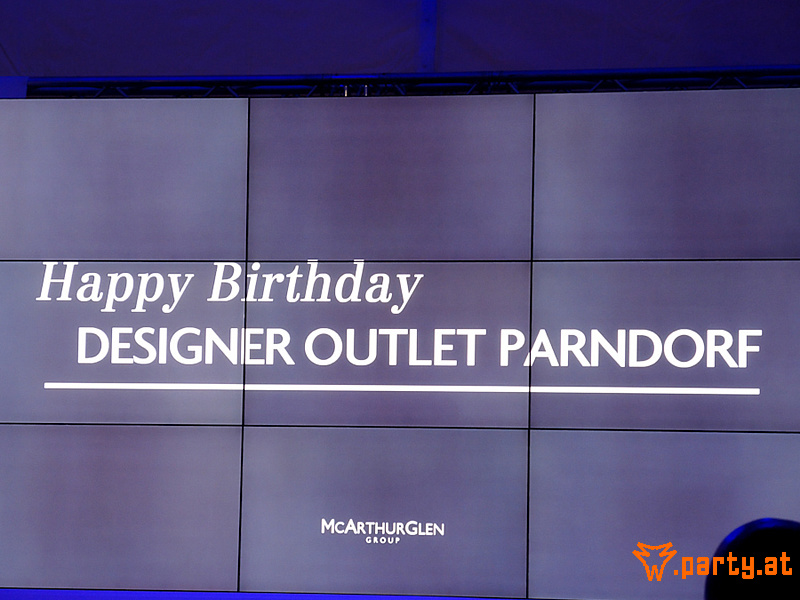 Happy Birthday
DESIGNER OUTLET PARNDORF
MCARTHURGLEN
GROUP
.party.at